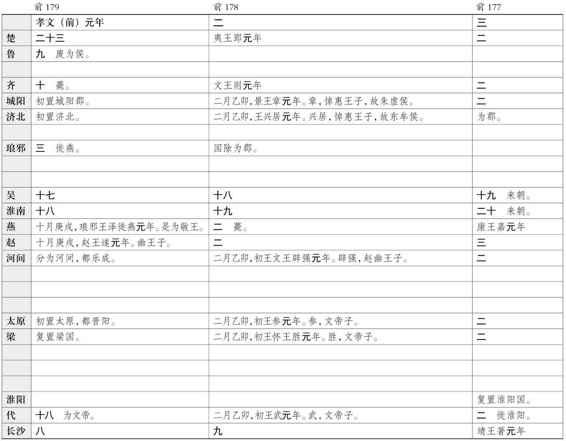 前 179 前 178 前 177
孝文（前）元年 二 三
楚 二十三 夷王郢元年 二
鲁 九 废为侯。
齐 十 薨。 文王则元年 二
城阳 初置城阳郡。 二月乙卯,景王章元年。章,悼惠王子,故朱虚侯。 二
济北 初置济北。 二月乙卯,王兴居元年。兴居,悼惠王子,故东牟侯。 为郡。
琅邪 三 徙燕。 国除为郡。
吴 十七 十八 十九 来朝。
淮南 十八 十九 二十 来朝。
燕 十月庚戌,琅邪王泽徙燕元年。是为敬王。 二 薨。 康王嘉元年
赵 十月庚戌,赵王遂元年。幽王子。 二 三
河间 分为河间,都乐成。 二月乙卯,初王文王辟强元年。辟强,赵幽王子。 二
太原 初置太原,都晋阳。 二月乙卯,初王参元年。参,文帝子。 二
梁 复置梁国。 二月乙卯,初王怀王胜元年。胜,文帝子。 二
淮阳 复置淮阳国。
代 十八 为文帝。 二月乙卯,初王武元年。武,文帝子。 二 徙淮阳。
长沙 八 九 靖王著元年